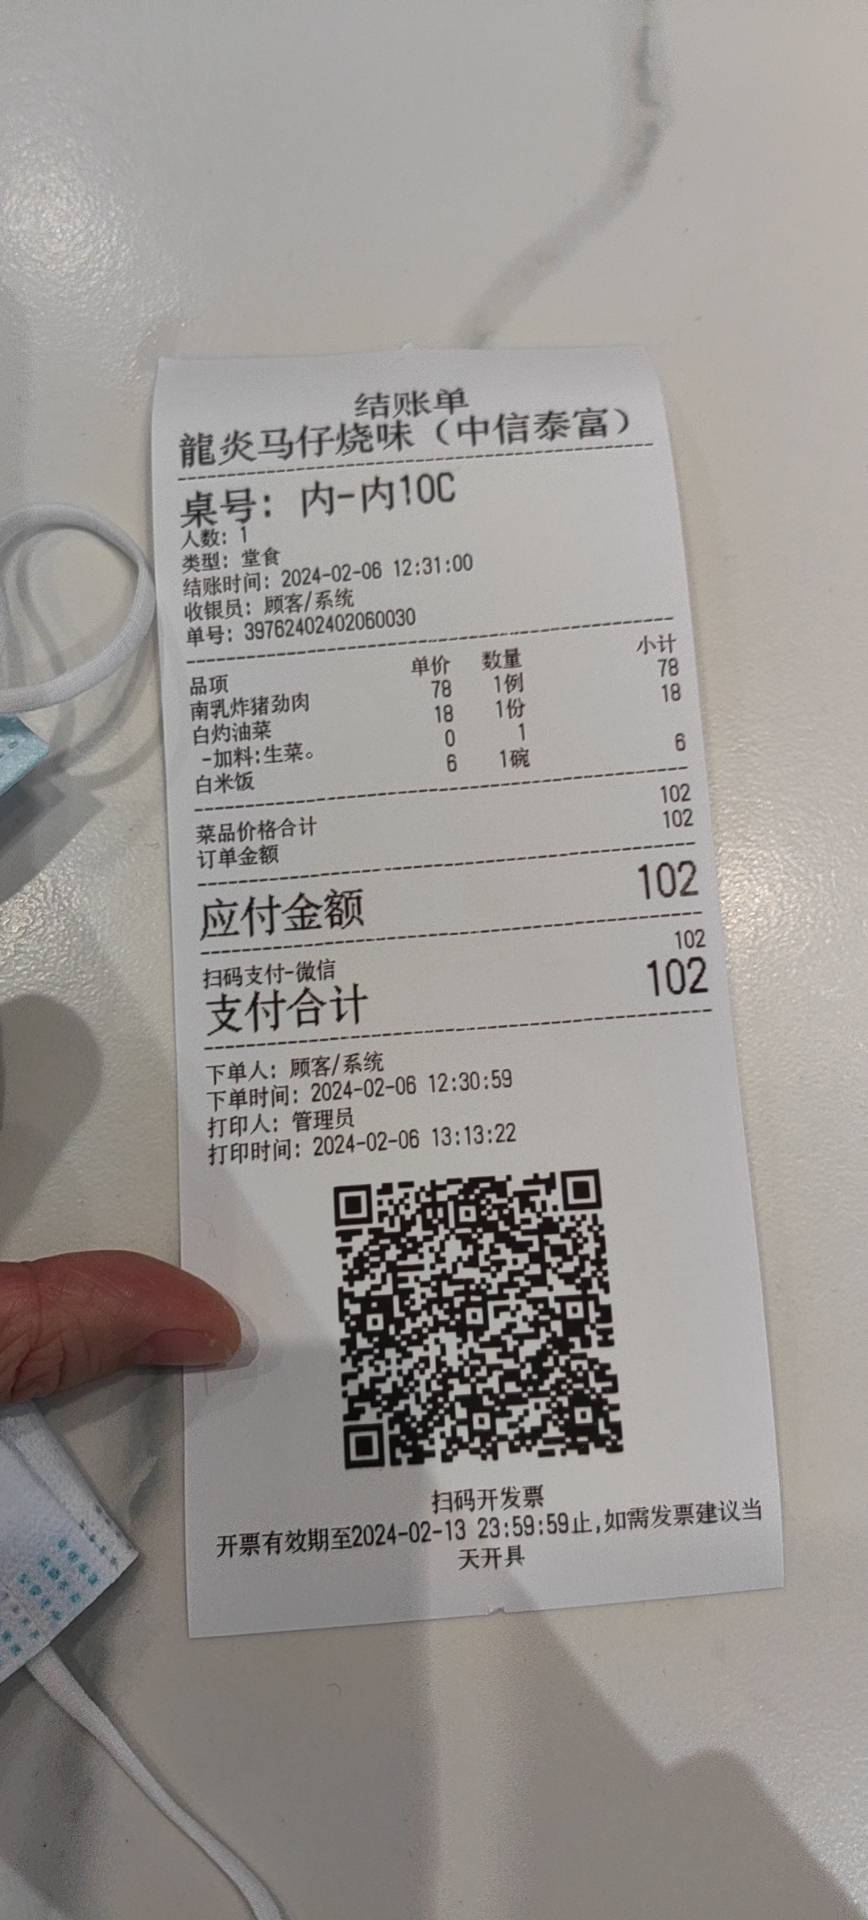 结账单
龍炎马仔烧味（中信泰富）
桌号：内-内10C
人数：1
类型：堂食
结账时间：2024-02-06 12:31:00
收银员：顾客/系统
单号：39762402402060030
品项 单价 数量 小计
南乳炸猪劲肉 78 1例 78
白灼油菜 18 1份 18
-加料:生菜。 0 1
白米饭 6 1碗 6
菜品价格合计 102
订单金额 102
应付金额 102
扫码支付-微信 102
支付合计 102
下单人：顾客/系统
下单时间：2024-02-06 12:30:59
打印人：管理员
打印时间：2024-02-06 13:13:22
扫码开发票
开票有效期至2024-02-13 23:59:59止,如需发票建议当
天开具